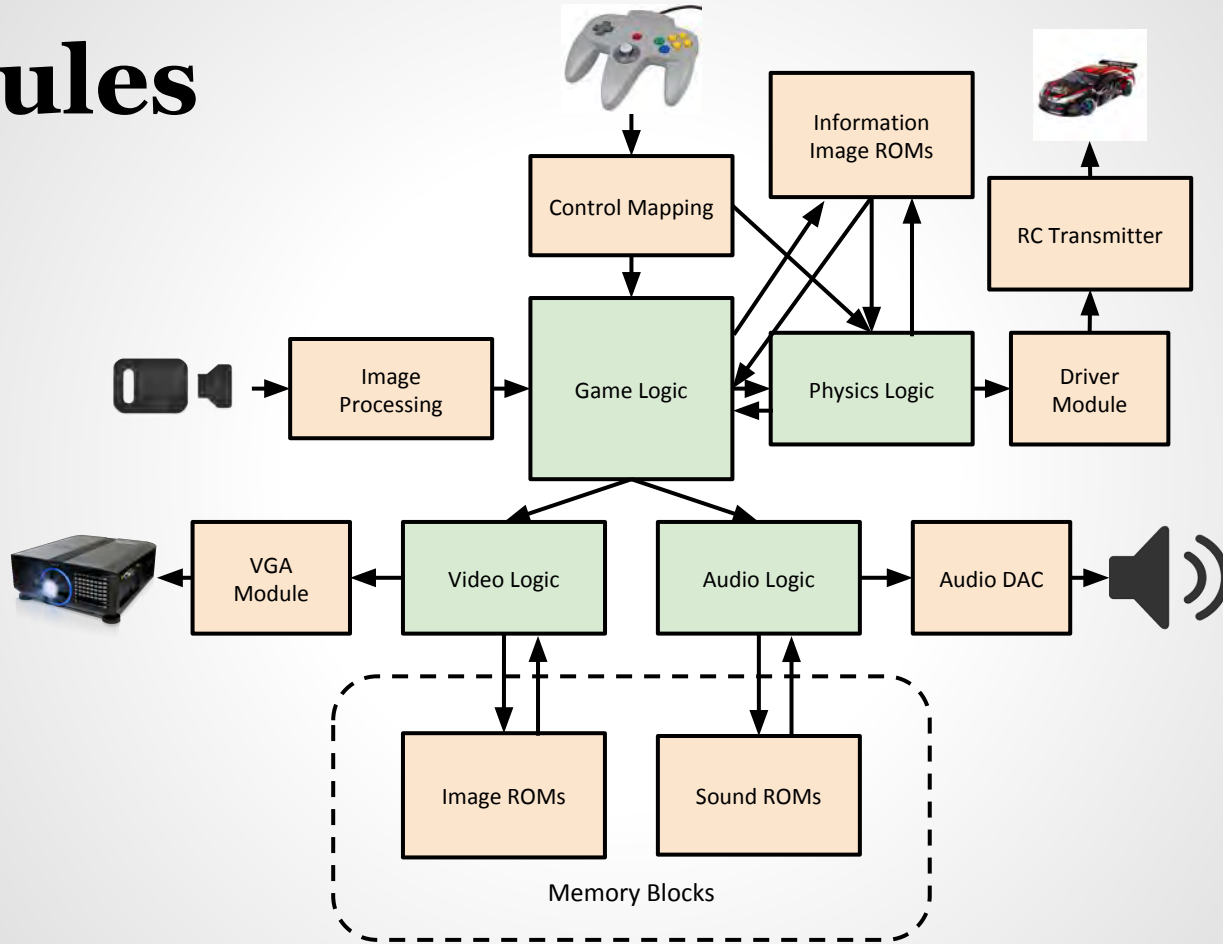 ules
Information
Image ROMs
Control Mapping
RC Transmitter
Image
Processing
Game Logic
Physics Logic
Driver
Module
VGA
Module
Video Logic
Audio Logic
Audio DAC
Image ROMs
Sound ROMs
Memory Blocks